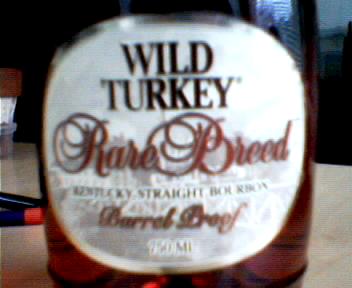 WILD
TURKEY
Rare Breed
KENTUCKY STRAIGHT BOURBON
Barrel Proof
750 ML